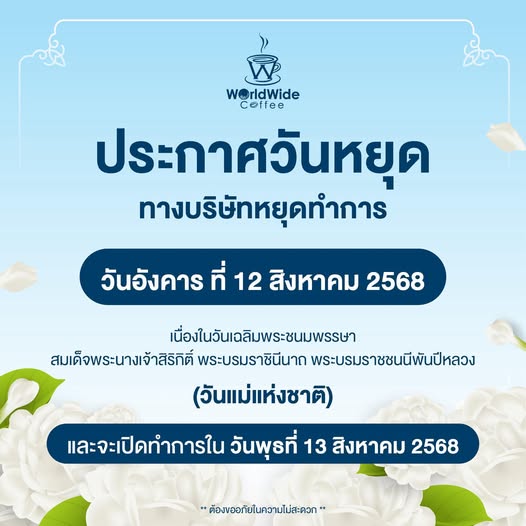 WorldWide
Coffee
ประกาศวันหยุด
ทางบริษัทหยุดทำการ
วันอังคาร ที่ 12 สิงหาคม 2568
เนื่องในวันเฉลิมพระชนมพรรษา
สมเด็จพระนางเจ้าสิริกิติ์ พระบรมราชินีนาถ พระบรมราชชนนีพันปีหลวง
(วันแม่แห่งชาติ)
และจะเปิดทำการใน วันพุธที่ 13 สิงหาคม 2568
** ต้องขออภัยในความไม่สะดวก **